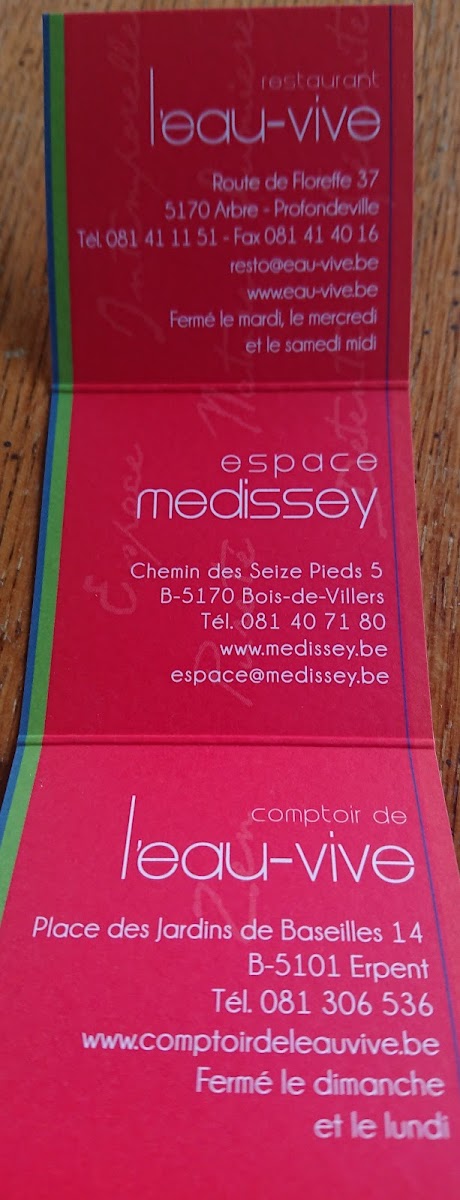 restaurant
l'eau-vive
Route de Floreffe 37
5170 Arbre - Profondeville
Tél. 081 41 11 51 - Fax 081 41 40 16
resto@eau-vive.be
www.eau-vive.be
Fermé le mardi, le mercredi
et le samedi midi
espace
medissey
Chemin des Seize Pieds 5
B-5170 Bois-de-Villers
Tél. 081 40 71 80
www.medissey.be
espace@medissey.be
comptoir de
l'eau-vive
Place des Jardins de Baseilles 14
B-5101 Erpent
Tél. 081 306 536
www.comptoirdeleauvive.be
Fermé le dimanche
et le lundi